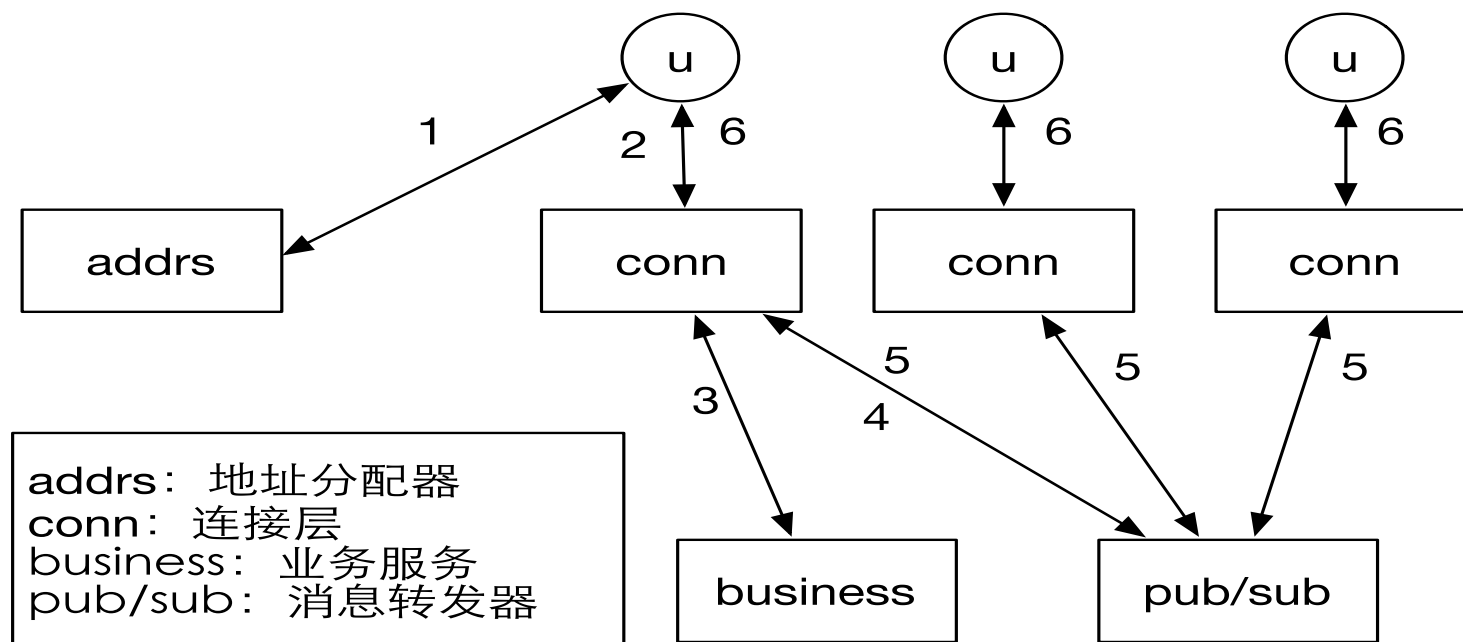 u
u
u
1
2
6
6
6
addrs
conn
conn
conn
5
5
5
3
4
addrs: 地址分配器
conn: 连接层
business: 业务服务
pub/sub: 消息转发器
business
pub/sub